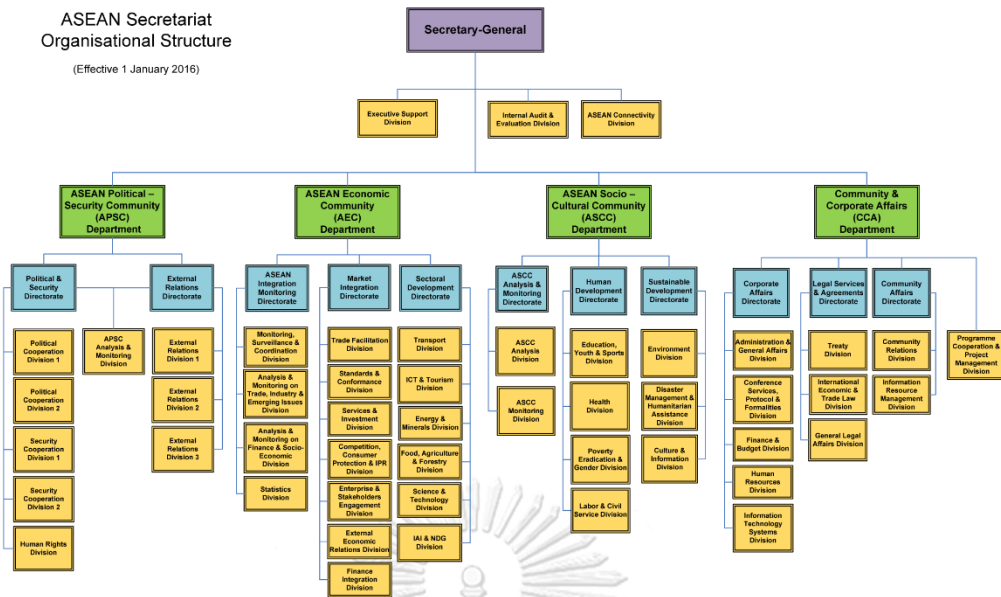 ASEAN Secretariat
Organisational Structure
(Effective 1 January 2016)
Secretary-General
Executive Support
Division
Internal Audit &
Evaluation Division
ASEAN Connectivity
Division
ASEAN Political –
Security Community
(APSC)
Department
ASEAN Economic
Community
(AEC)
Department
ASEAN Socio –
Cultural Community
(ASCC)
Department
Community &
Corporate Affairs
(CCA)
Department
Political &
Security
Directorate
External
Relations
Directorate
ASEAN
Integration
Monitoring
Directorate
Market
Integration
Directorate
Sectoral
Development
Directorate
ASCC
Analysis &
Monitoring
Directorate
Human
Development
Directorate
Sustainable
Development
Directorate
Corporate
Affairs
Directorate
Legal Services
& Agreements
Directorate
Community
Affairs
Directorate
Political
Cooperation
Division 1
Political
Cooperation
Division 2
Security
Cooperation
Division 1
Security
Cooperation
Division 2
Human Rights
Division
APSC
Analysis &
Monitoring
Division
External
Relations
Division 1
External
Relations
Division 2
External
Relations
Division 3
Monitoring,
Surveillance &
Coordination
Division
Analysis &
Monitoring on
Trade, Industry &
Emerging Issues
Division
Analysis &
Monitoring on
Finance & Socio-
Economic
Division
Statistics
Division
Trade Facilitation
Division
Standards &
Conformance
Division
Services &
Investment
Division
Competition,
Consumer
Protection & IPR
Division
Enterprise &
Stakeholders
Engagement
Division
External
Economic
Relations Division
Finance
Integration
Division
Transport
Division
ICT & Tourism
Division
Energy &
Minerals Division
Food, Agriculture
& Forestry
Division
Science &
Technology
Division
IAI & NDG
Division
ASCC
Analysis
Division
ASCC
Monitoring
Division
Education,
Youth & Sports
Division
Health
Division
Poverty
Eradication &
Gender Division
Labor & Civil
Service Division
Environment
Division
Disaster
Management &
Humanitarian
Assistance
Division
Culture &
Information
Division
Administration &
General Affairs
Division
Conference
Services,
Protocol &
Formalities
Division
Finance &
Budget Division
Human
Resources
Division
Information
Technology
Systems
Division
Treaty
Division
International
Economic &
Trade Law
Division
General Legal
Affairs Division
Community
Relations
Division
Information
Resource
Management
Division
Programme
Cooperation &
Project
Management
Division